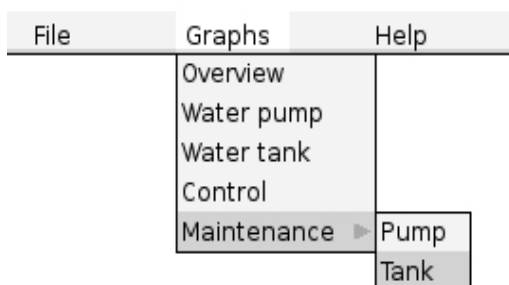 File Graphs Help
Overview
Water pump
Water tank
Control
Maintenance
Pump
Tank